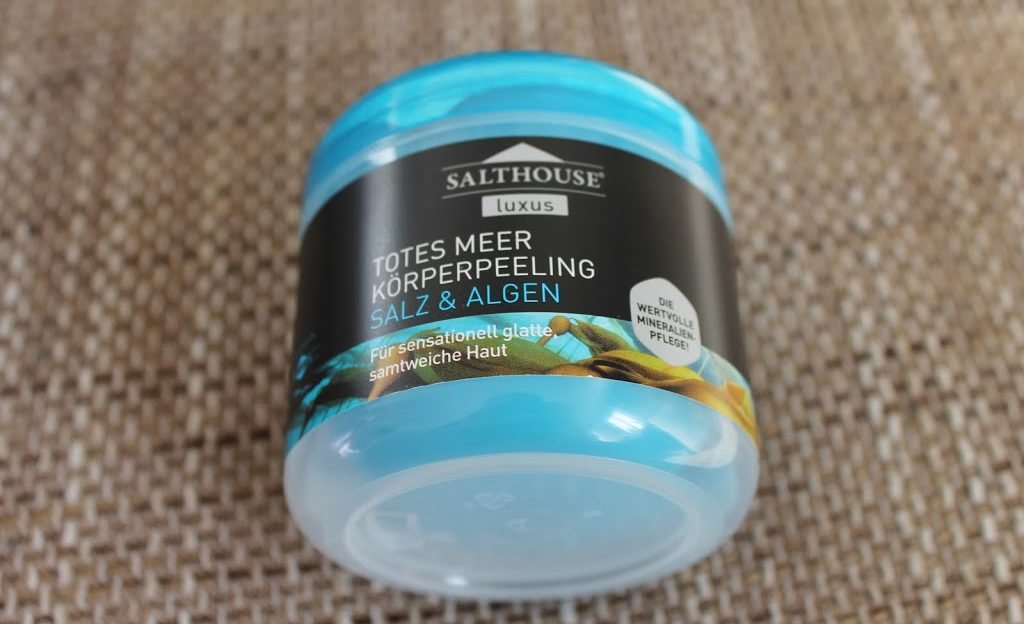 SALTHOUSE®
luxus
TOTES MEER
KÖRPERPEELING
SALZ & ALGEN
Für sensationell glatte,
samtweiche Haut
DIE
WERTVOLLE
MINERALIEN-
PFLEGE!